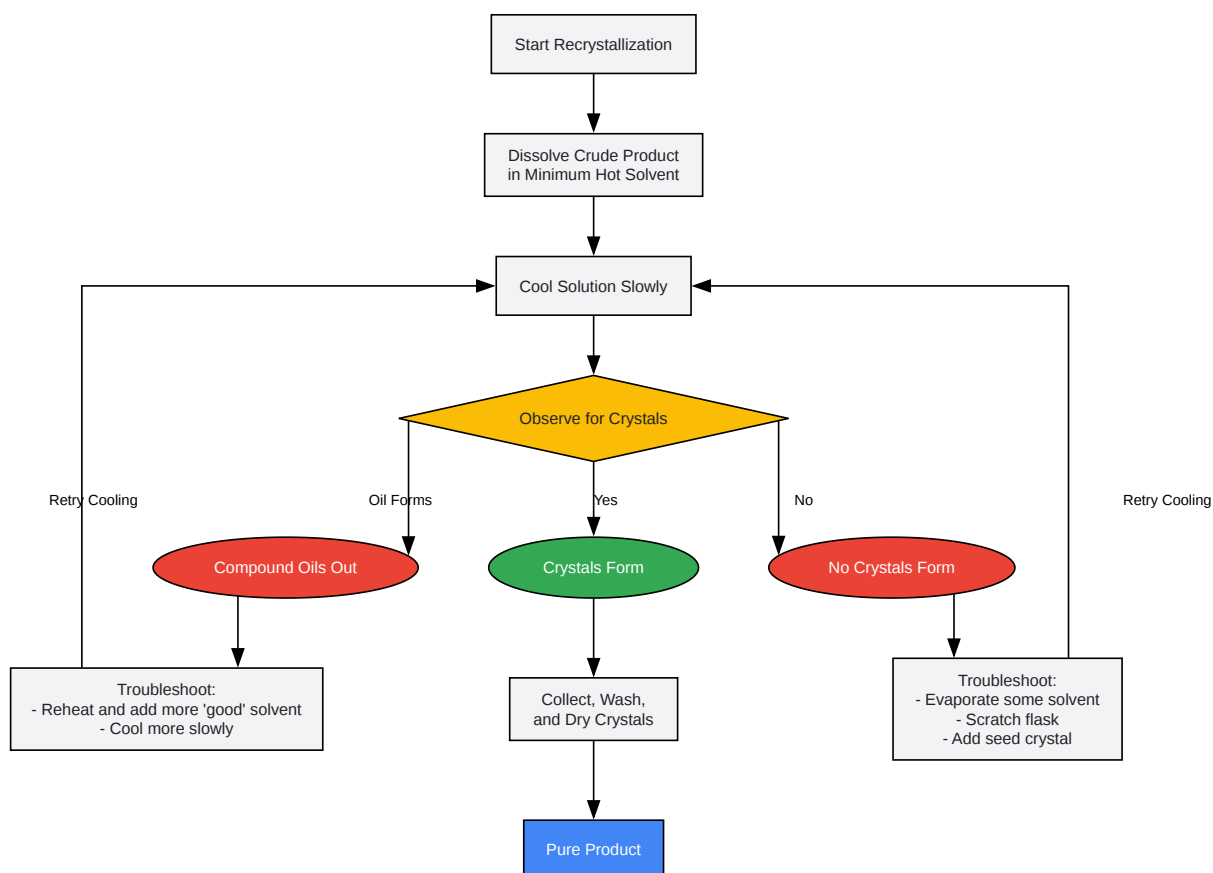 Start Recrystallization
Dissolve Crude Product
in Minimum Hot Solvent
Cool Solution Slowly
Observe for Crystals
Retry Cooling
Oil Forms
Yes
No
Retry Cooling
Compound Oils Out
Crystals Form
No Crystals Form
Troubleshoot:
- Reheat and add more 'good' solvent
- Cool more slowly
Collect, Wash,
and Dry Crystals
Troubleshoot:
- Evaporate some solvent
- Scratch flask
- Add seed crystal
Pure Product